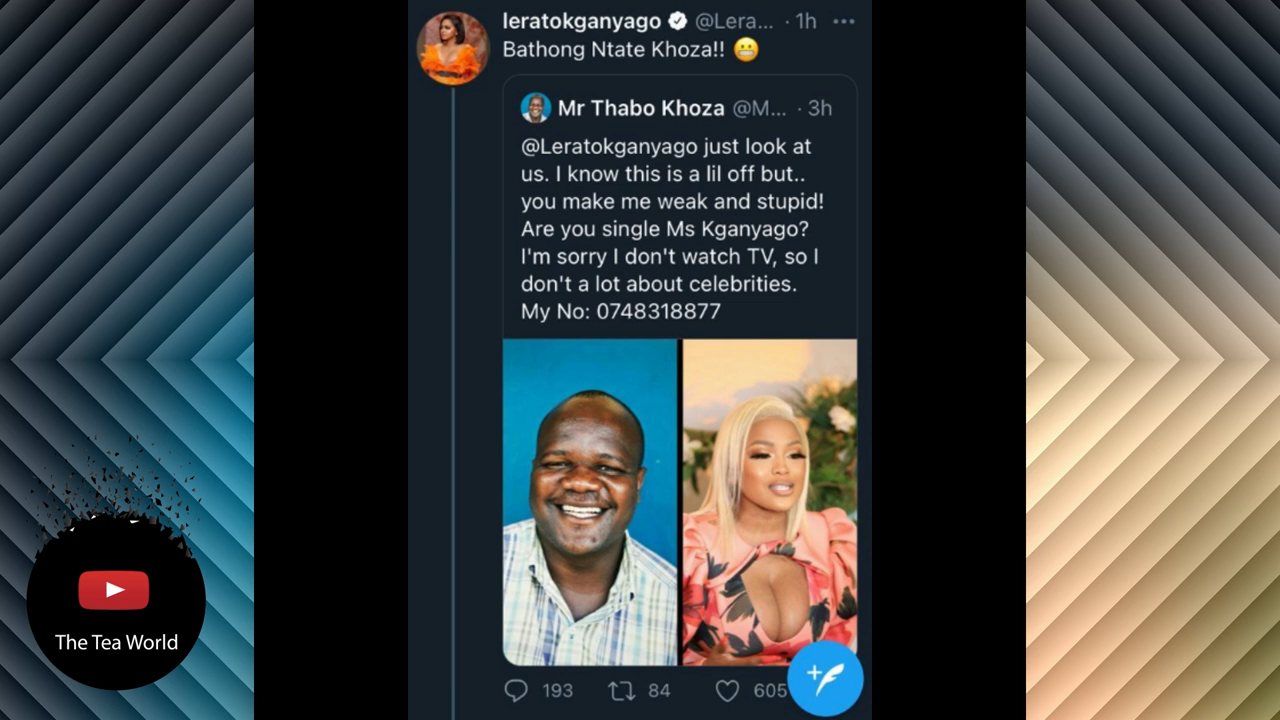 leratokganyago @Lera... · 1h ···
Bathong Ntate Khoza!! 😬
Mr Thabo Khoza @M... · 3h
@Leratokganyago just look at
us. I know this is a lil off but..
you make me weak and stupid!
Are you single Ms Kganyago?
I'm sorry I don't watch TV, so I
don't a lot about celebrities.
My No: 0748318877
193 84 605
The Tea World